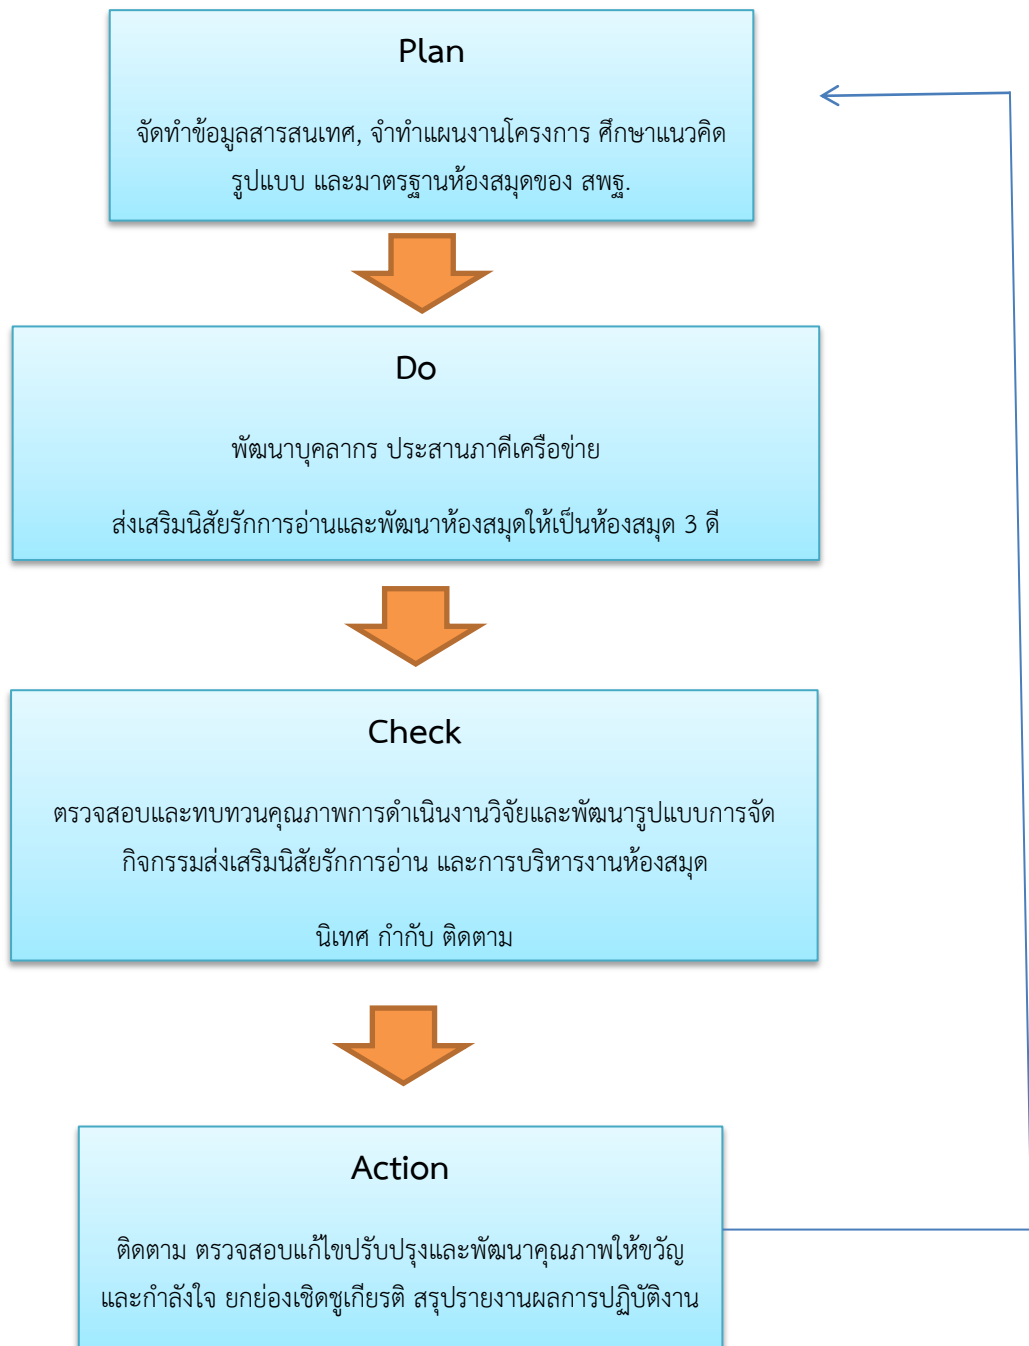 Plan
จัดทำข้อมูลสารสนเทศ, จำทำแผนงานโครงการ ศึกษาแนวคิด
รูปแบบ และมาตรฐานห้องสมุดของ สพฐ.
Do
พัฒนาบุคลากร ประสานภาคีเครือข่าย
ส่งเสริมนิสัยรักการอ่านและพัฒนาห้องสมุดให้เป็นห้องสมุด 3 ดี
Check
ตรวจสอบและทบทวนคุณภาพการดำเนินงานวิจัยและพัฒนารูปแบบการจัด
กิจกรรมส่งเสริมนิสัยรักการอ่าน และการบริหารงานห้องสมุด
นิเทศ กำกับ ติดตาม
Action
ติดตาม ตรวจสอบแก้ไขปรับปรุงและพัฒนาคุณภาพให้ขวัญ
และกำลังใจ ยกย่องเชิดชูเกียรติ สรุปรายงานผลการปฏิบัติงาน